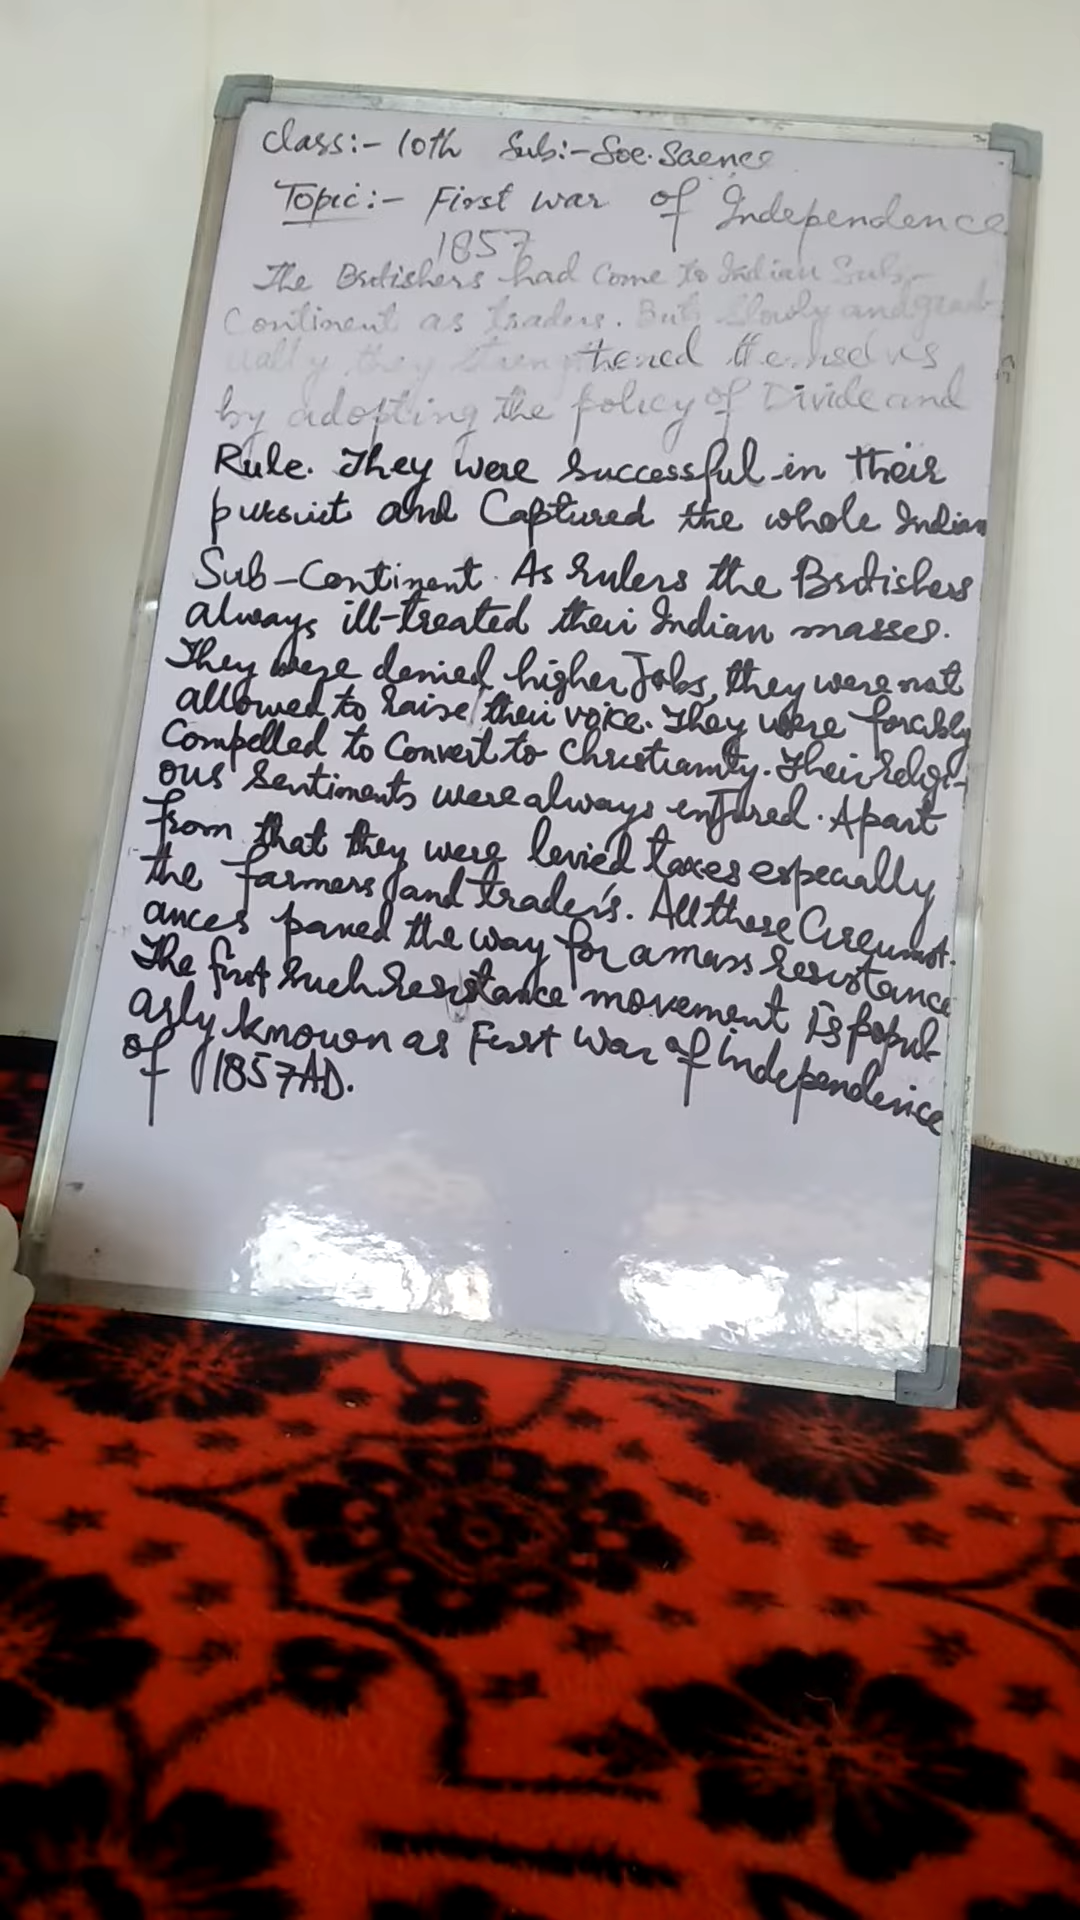 Class:- 10th Sub:- Soc. Science
Topic:- First War of Independence
1857
The Britishers had Come to Indian Sub-
Continent as traders. But Slowly and grad-
ually they strengthened themselves
by adopting the policy of Divide and
Rule. They were Successful in their
pursuit and Captured the whole Indian
Sub-Continent. As rulers the Britishers
always ill-treated their Indian masses.
They were denied higher Jobs, they were not
allowed to raise their voice. They were forcibly
Compelled to Convert to Christianity. Their religi-
ous Sentiments were always enjured. Apart
from that they were levied taxes especially
the farmers and traders. All these Circumst-
ances paved the way for a mass resistance
The first such resistance movement is popul-
arly known as First War of independence
of 1857 AD.